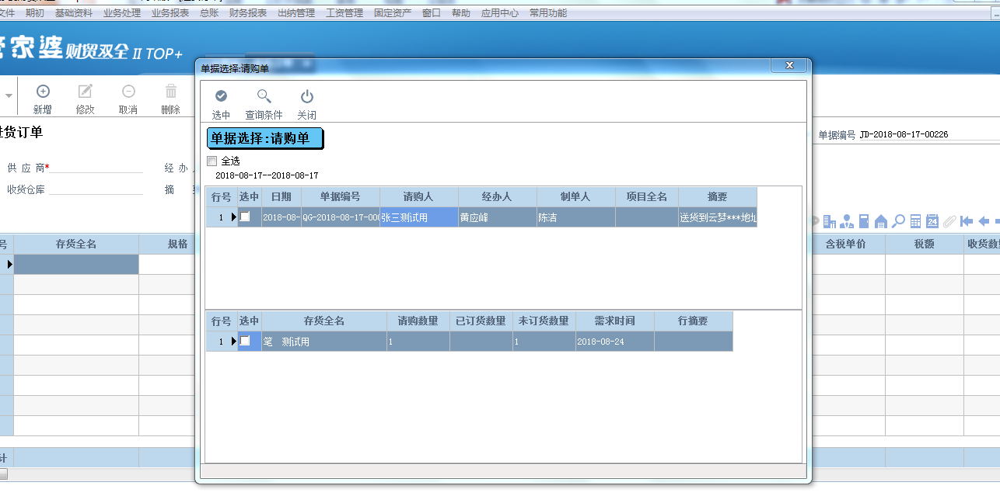 文件 期初 基础资料 业务处理 业务报表 总账 财务报表 出纳管理 工资管理 固定资产 窗口 帮助 应用中心 常用功能
管家婆 财贸双全 II TOP+
单据选择:请购单
新增 修改 取消 删除
选中 查询条件 关闭
进货订单
单据编号 JD-2018-08-17-00226
单据选择:请购单
全选
供应商* 经办
2018-08-17--2018-08-17
收货仓库 摘
行号 选中 日期 单据编号 请购人 经办人 制单人 项目全名 摘要
1 2018-08- QG-2018-08-17-000 张三测试用 黄应峰 陈洁 送货到云梦***地址
24
号 存货全名 规格 含税单价 税额 收货数
行号 选中 存货全名 请购数量 已订货数量 未订货数量 需求时间 行摘要
1 笔 测试用 1 1 2018-08-24
计